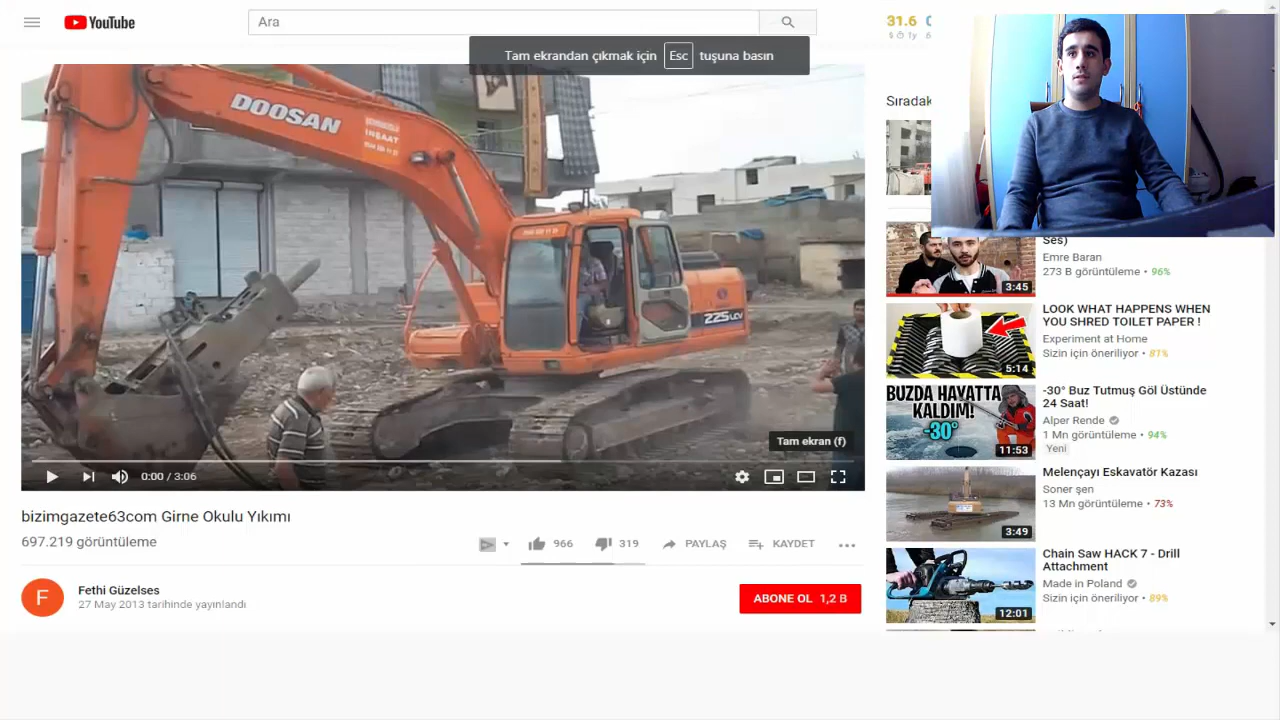 YouTube
Ara
31.6
Tam ekrandan çıkmak için Esc tuşuna basın
Sıradak
DOOSAN
İNŞAAT
225 LCV
Tam ekran (f)
0:00 / 3:06
bizimgazete63com Girne Okulu Yıkımı
697.219 görüntüleme
966
319
PAYLAŞ
KAYDET
F
Fethi Güzelses
27 May 2013 tarihinde yayınlandı
ABONE OL 1,2 B
Ses)
Emre Baran
273 B görüntüleme • 96%
3:45
LOOK WHAT HAPPENS WHEN
YOU SHRED TOILET PAPER !
Experiment at Home
Sizin için öneriliyor • 81%
5:14
BUZDA HAYATTA
KALDIM!
-30°
11:53
-30° Buz Tutmuş Göl Üstünde
24 Saat!
Alper Rende
1 Mn görüntüleme • 94%
Yeni
Melençayı Eskavatör Kazası
Soner şen
13 Mn görüntüleme • 73%
3:49
Chain Saw HACK 7 - Drill
Attachment
Made in Poland
Sizin için öneriliyor • 89%
12:01